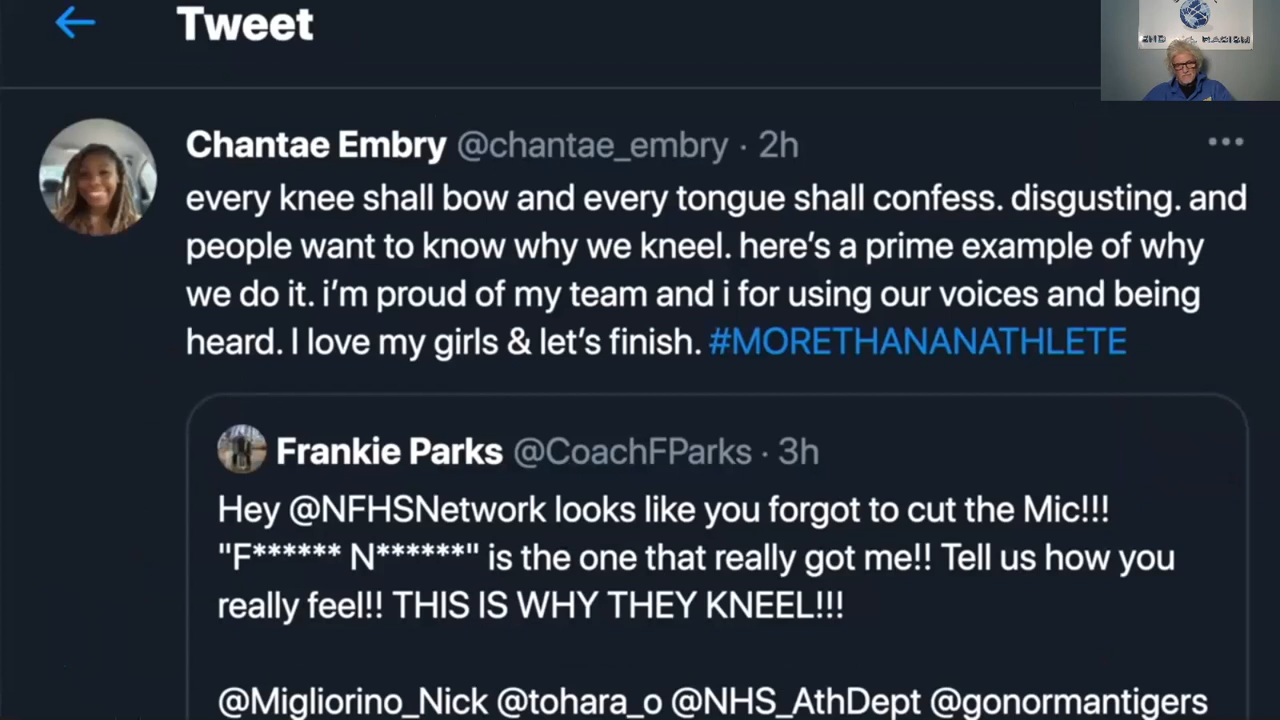 Tweet
Chantae Embry @chantae_embry · 2h
every knee shall bow and every tongue shall confess. disgusting. and
people want to know why we kneel. here’s a prime example of why
we do it. i’m proud of my team and i for using our voices and being
heard. I love my girls & let’s finish. #MORETHANANATHLETE
Frankie Parks @CoachFParks · 3h
Hey @NFHSNetwork looks like you forgot to cut the Mic!!!
"F****** N******" is the one that really got me!! Tell us how you
really feel!! THIS IS WHY THEY KNEEL!!!
@Migliorino_Nick @tohara_o @NHS_AthDept @gonormantigers